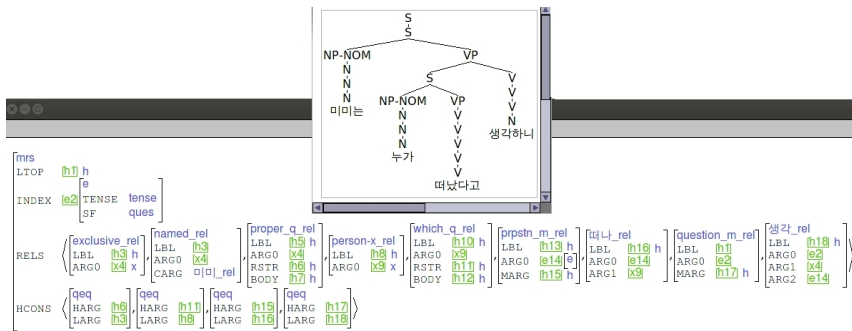 S
S
NP-NOM VP
N S V
N NP-NOM VP V
N N V V
미미는 N V N
N V 생각하니
누가 V
V
떠났다고
mrs
LTOP h1 h
INDEX e2 e
TENSE tense
SF ques
RELS
exclusive_rel
LBL h3 h
ARG0 x4 x
named_rel
LBL h3
ARG0 x4
CARG 미미_rel
proper_q_rel
LBL h5 h
ARG0 x4
RSTR h6 h
BODY h7 h
person-x_rel
LBL h8 h
ARG0 x9 x
which_q_rel
LBL h10 h
ARG0 x9
RSTR h11 h
BODY h12 h
prpstn_m_rel
LBL h13 h
ARG0 e14 e
MARG h15 h
떠나_rel
LBL h16 h
ARG0 e14
ARG1 x9
question_m_rel
LBL h1
ARG0 e2
MARG h17 h
생각_rel
LBL h18 h
ARG0 e2
ARG1 x4
ARG2 e14
HCONS
qeq
HARG h6
LARG h3
qeq
HARG h11
LARG h8
qeq
HARG h15
LARG h16
qeq
HARG h17
LARG h18